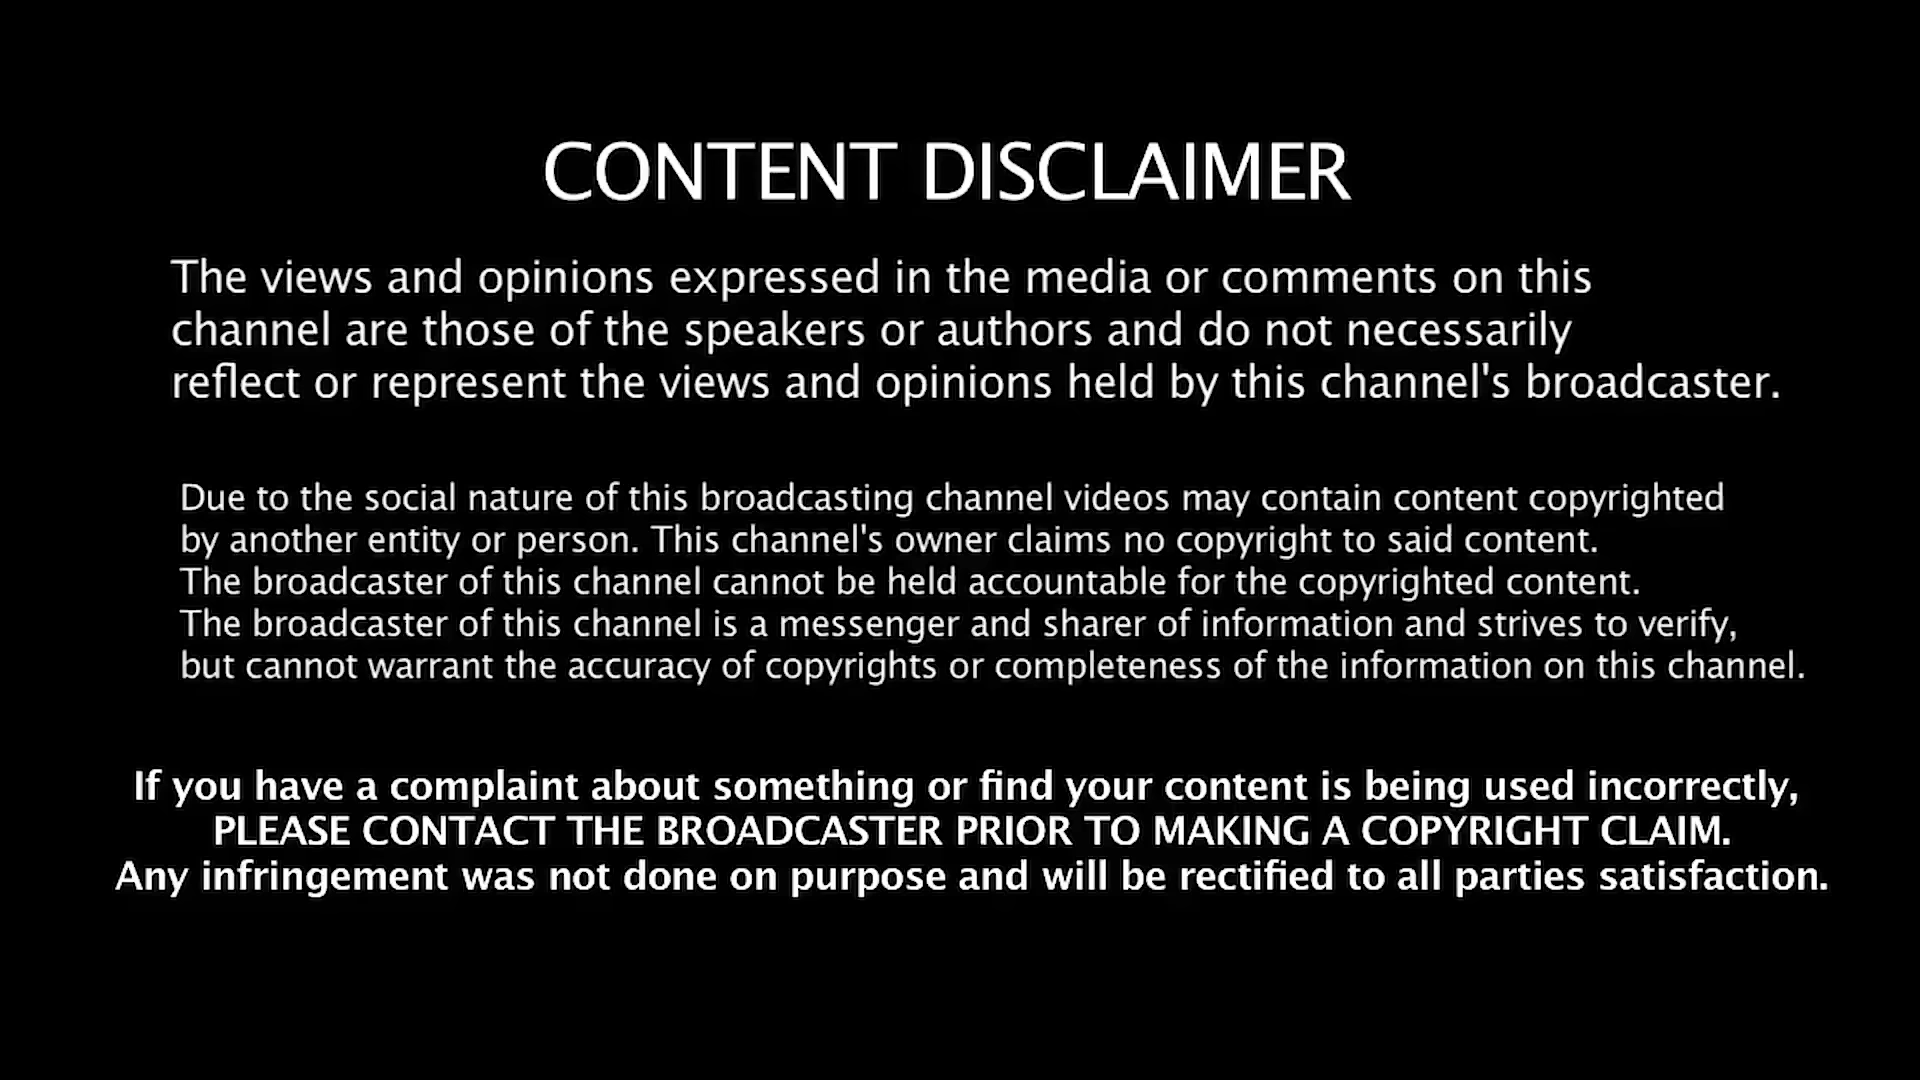 CONTENT DISCLAIMER
The views and opinions expressed in the media or comments on this
channel are those of the speakers or authors and do not necessarily
reflect or represent the views and opinions held by this channel's broadcaster.
Due to the social nature of this broadcasting channel videos may contain content copyrighted
by another entity or person. This channel's owner claims no copyright to said content.
The broadcaster of this channel cannot be held accountable for the copyrighted content.
The broadcaster of this channel is a messenger and sharer of information and strives to verify,
but cannot warrant the accuracy of copyrights or completeness of the information on this channel.
If you have a complaint about something or find your content is being used incorrectly,
PLEASE CONTACT THE BROADCASTER PRIOR TO MAKING A COPYRIGHT CLAIM.
Any infringement was not done on purpose and will be rectified to all parties satisfaction.